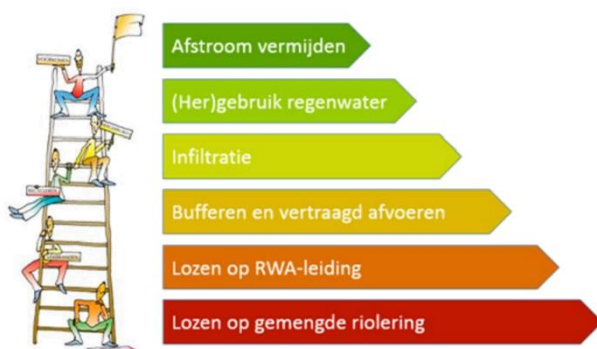 Afstroom vermijden
(Her)gebruik regenwater
Infiltratie
Bufferen en vertraagd afvoeren
Lozen op RWA-leiding
Lozen op gemengde riolering